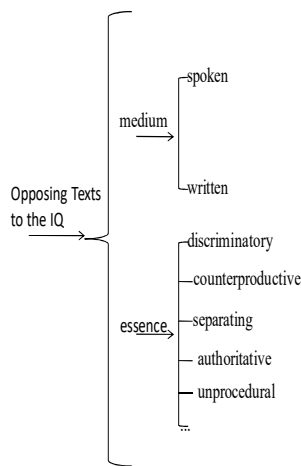 spoken
medium
written
Opposing Texts
to the IQ
discriminatory
counterproductive
separating
essence
authoritative
unprocedural
...